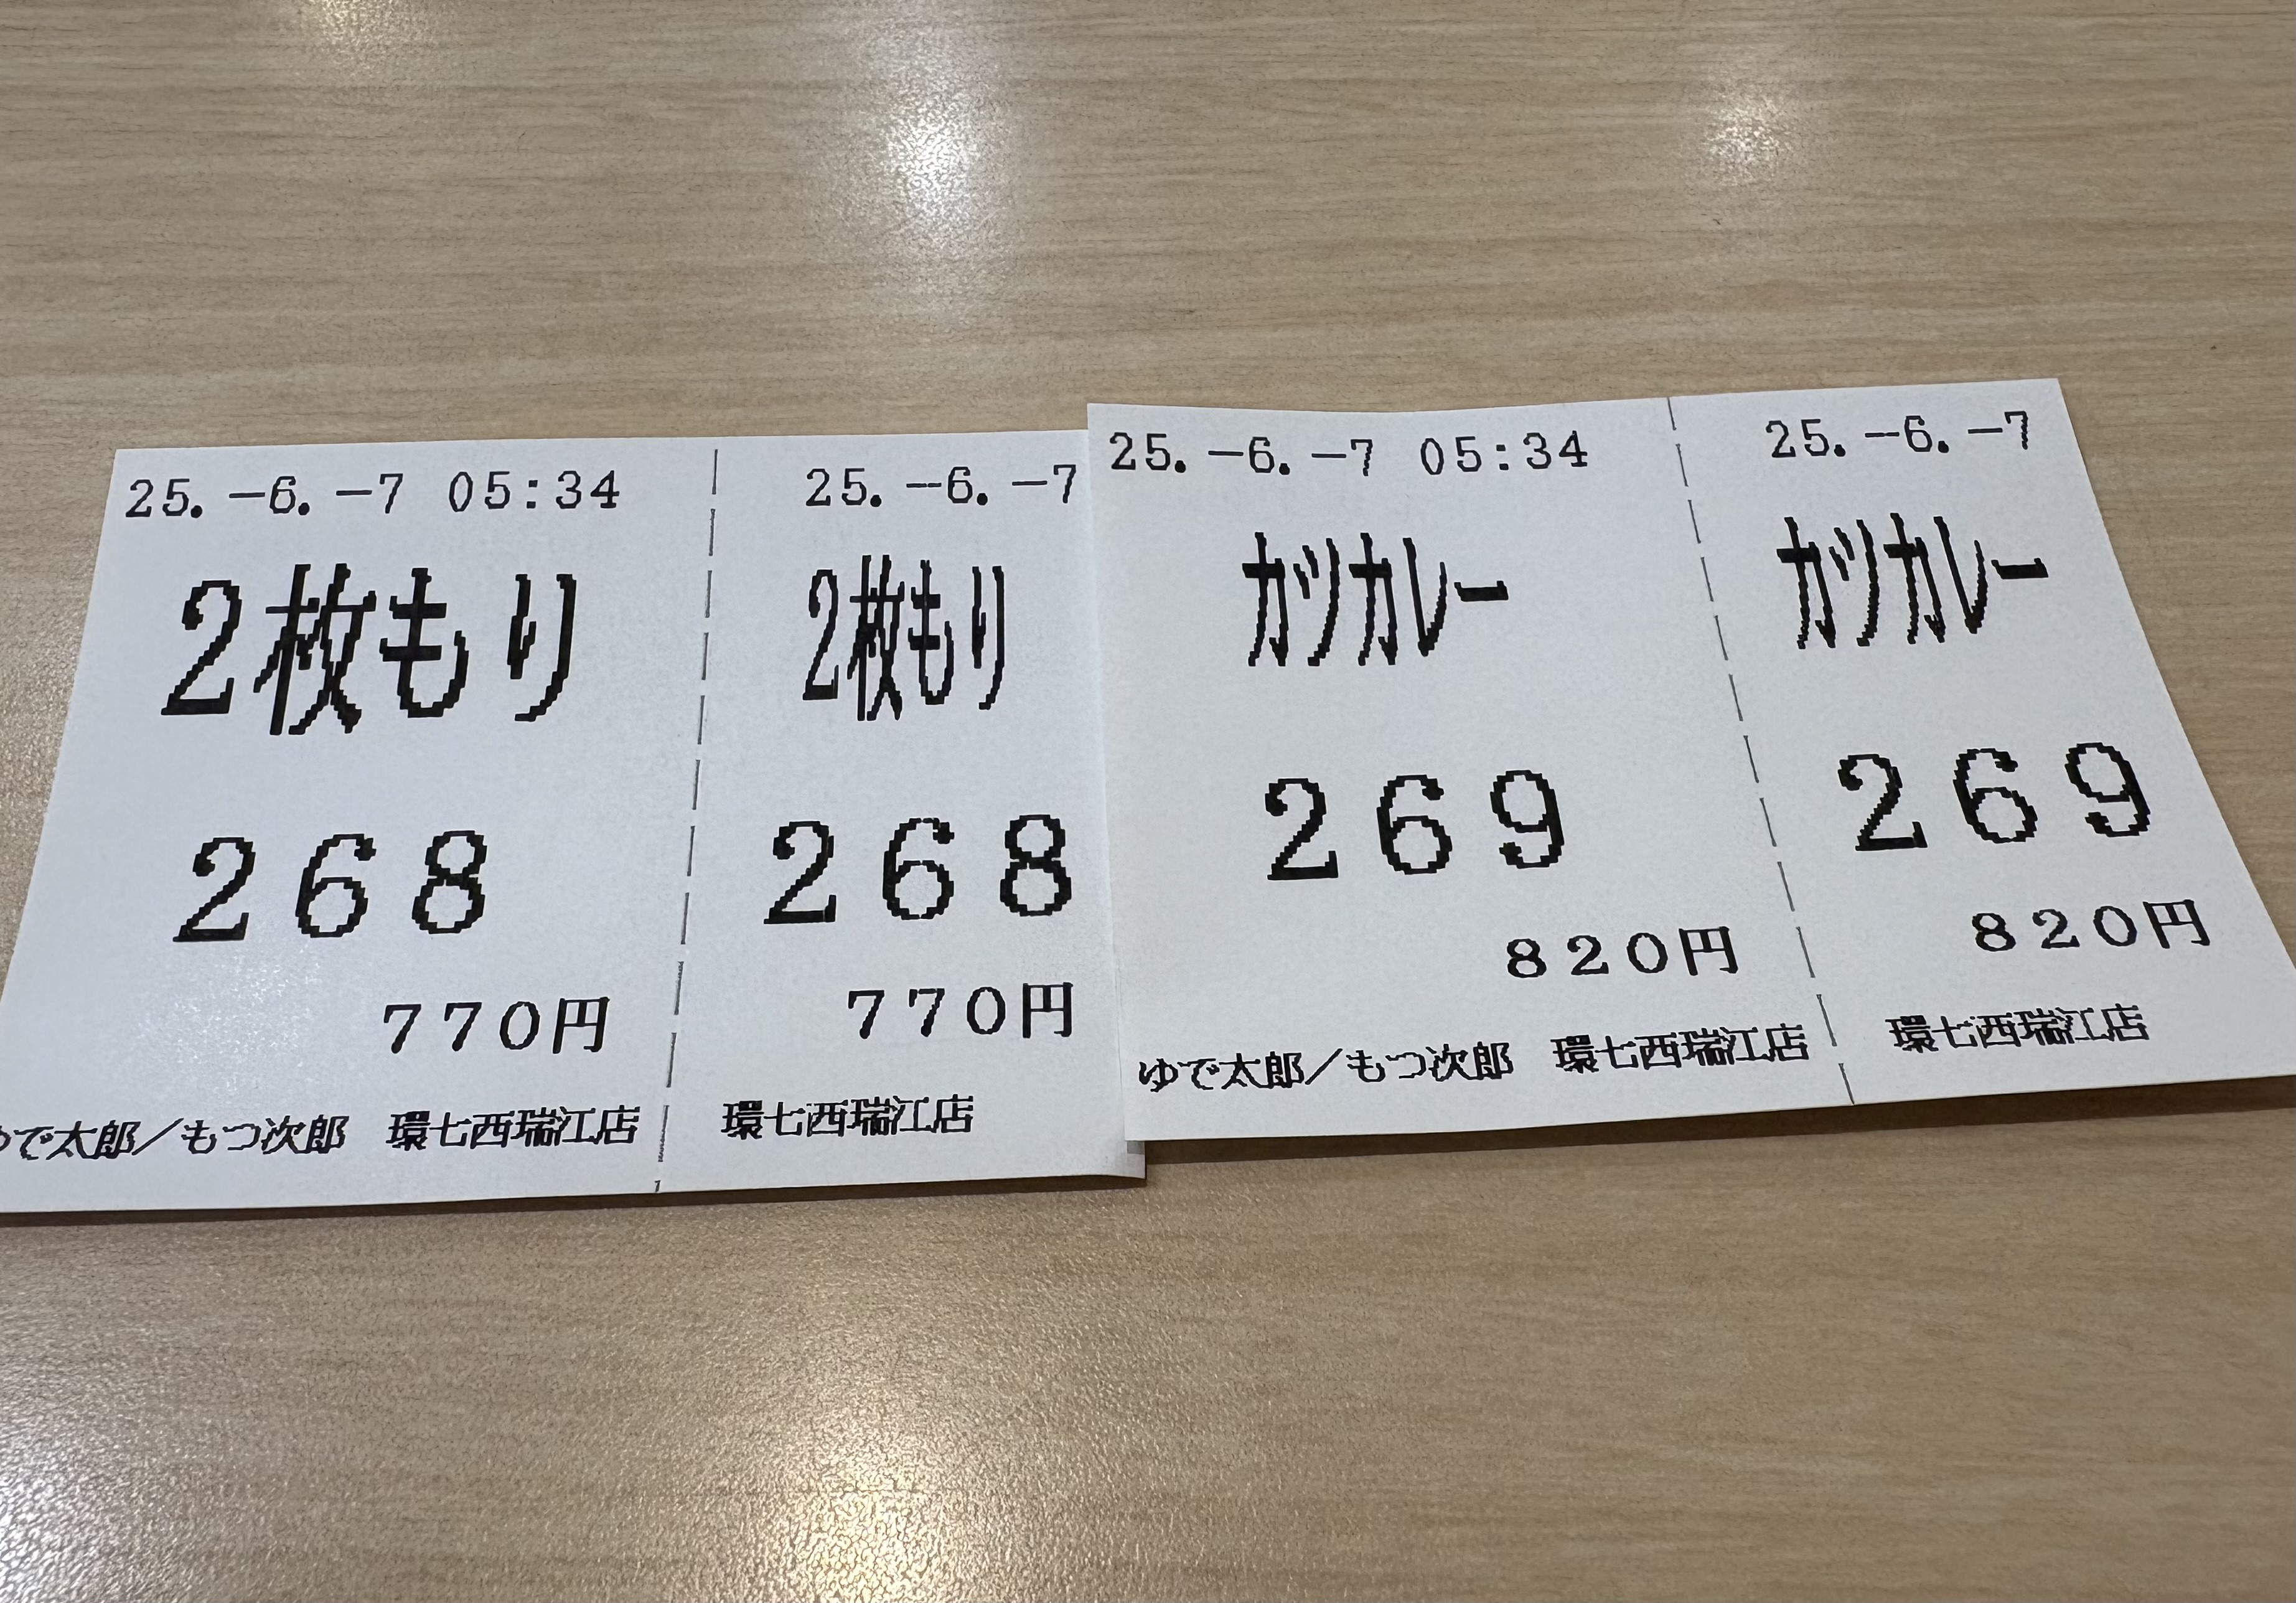 25.-6.-7 05:34
2枚もり
268
770円
ゆで太郎／もつ次郎 環七西瑞江店
25.-6.-7
2枚もり
268
770円
環七西瑞江店
25.-6.-7 05:34
カツカレー
269
820円
ゆで太郎／もつ次郎 環七西瑞江店
25.-6.-7
カツカレー
269
820円
環七西瑞江店